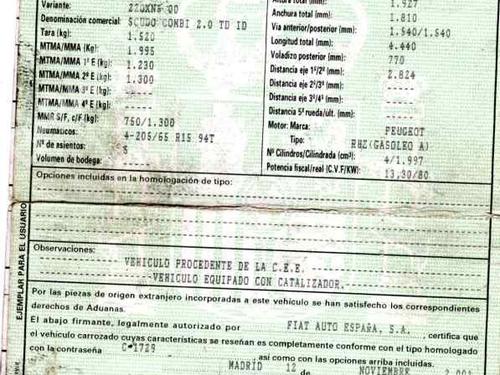 Variante: 220XNE 00
Denominación comercial: SCUDO COMBI 2.0 TD ID
Tara (kg): 1.520
MTMA/MMA (Kg): 1.995
MTMA/MMA 1º E (Kg): 1.230
MTMA/MMA 2º E (kg): 1.300
MTMA/MMA 3º E (kg): -----
MTMA/MMA 4º E (kg): -----
MMR S/F, c/F (kg): 750/1.300
Neumáticos: 4-205/65 R15 94T
Nº de asientos: 5
Volumen de bodega: -----
Altura total (mm): 1.927
Anchura total (mm): 1.810
Vía anterior/posterior (mm): 1.540/1.540
Longitud total (mm): 4.440
Voladizo posterior (mm): 770
Distancia eje 1º/2º (mm): 2.824
Distancia eje 2º/3º (mm): -----
Distancia eje 3º/4º (mm): -----
Distancia 5ª rueda/ult. (mm): -----
Motor: Marca: PEUGEOT
Tipo: RHZ(GASOLEO A)
Nº Cilindros/Cilindrada (cm³): 4/1.997
Potencia fiscal/real (C.V.F/KW): 13,30/80
Opciones incluidas en la homologación de tipo:
EJEMPLAR PARA EL USUARIO
Observaciones:
VEHICULO PROCEDENTE DE LA C.E.E.
VEHICULO EQUIPADO CON CATALIZADOR.
Por las piezas de origen extranjero incorporadas a este vehículo se han satisfecho los correspondientes
derechos de Aduanas.
El abajo firmante, legalmente autorizado por FIAT AUTO ESPAÑA, S.A. , certifica que
el vehículo carrozado cuyas características se reseñan es completamente conforme con el tipo homologado
con la contraseña C-1729 así como con las opciones arriba incluidas.
MADRID 12 de NOVIEMBRE 2.001